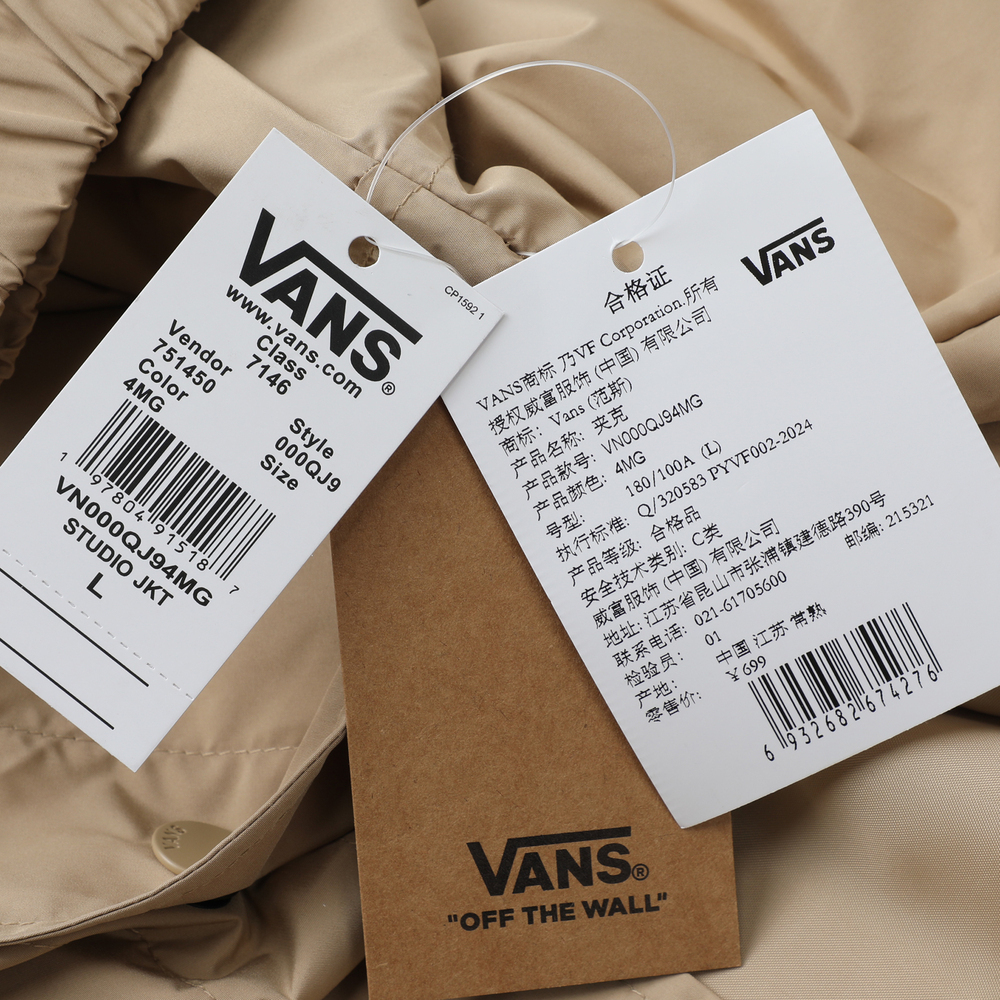 VANS®
www.vans.com
Class
7146
Vendor
751450
Color
4MG
Style
000QJ9
Size
1 97804 91518 7
VN000QJ94MG
STUDIO JKT
L
CP1592 1
VANS
合格证
VANS商标 乃VF Corporation.所有
授权威富服饰 (中国) 有限公司
商标: Vans (范斯)
产品名称: 夹克
产品款号: VN000QJ94MG
产品颜色: 4MG
号型: 180/100A (L)
执行标准: Q/320583 PYVF002-2024
产品等级: 合格品
安全技术类别: C类
威富服饰 (中国) 有限公司
地址: 江苏省昆山市张浦镇建德路390号
邮编: 215321
联系电话: 021-61705600
检验员: 01
产地: 中国 江苏 常熟
零售价: ¥ 699
6 932682 674276
VANS®
"OFF THE WALL"